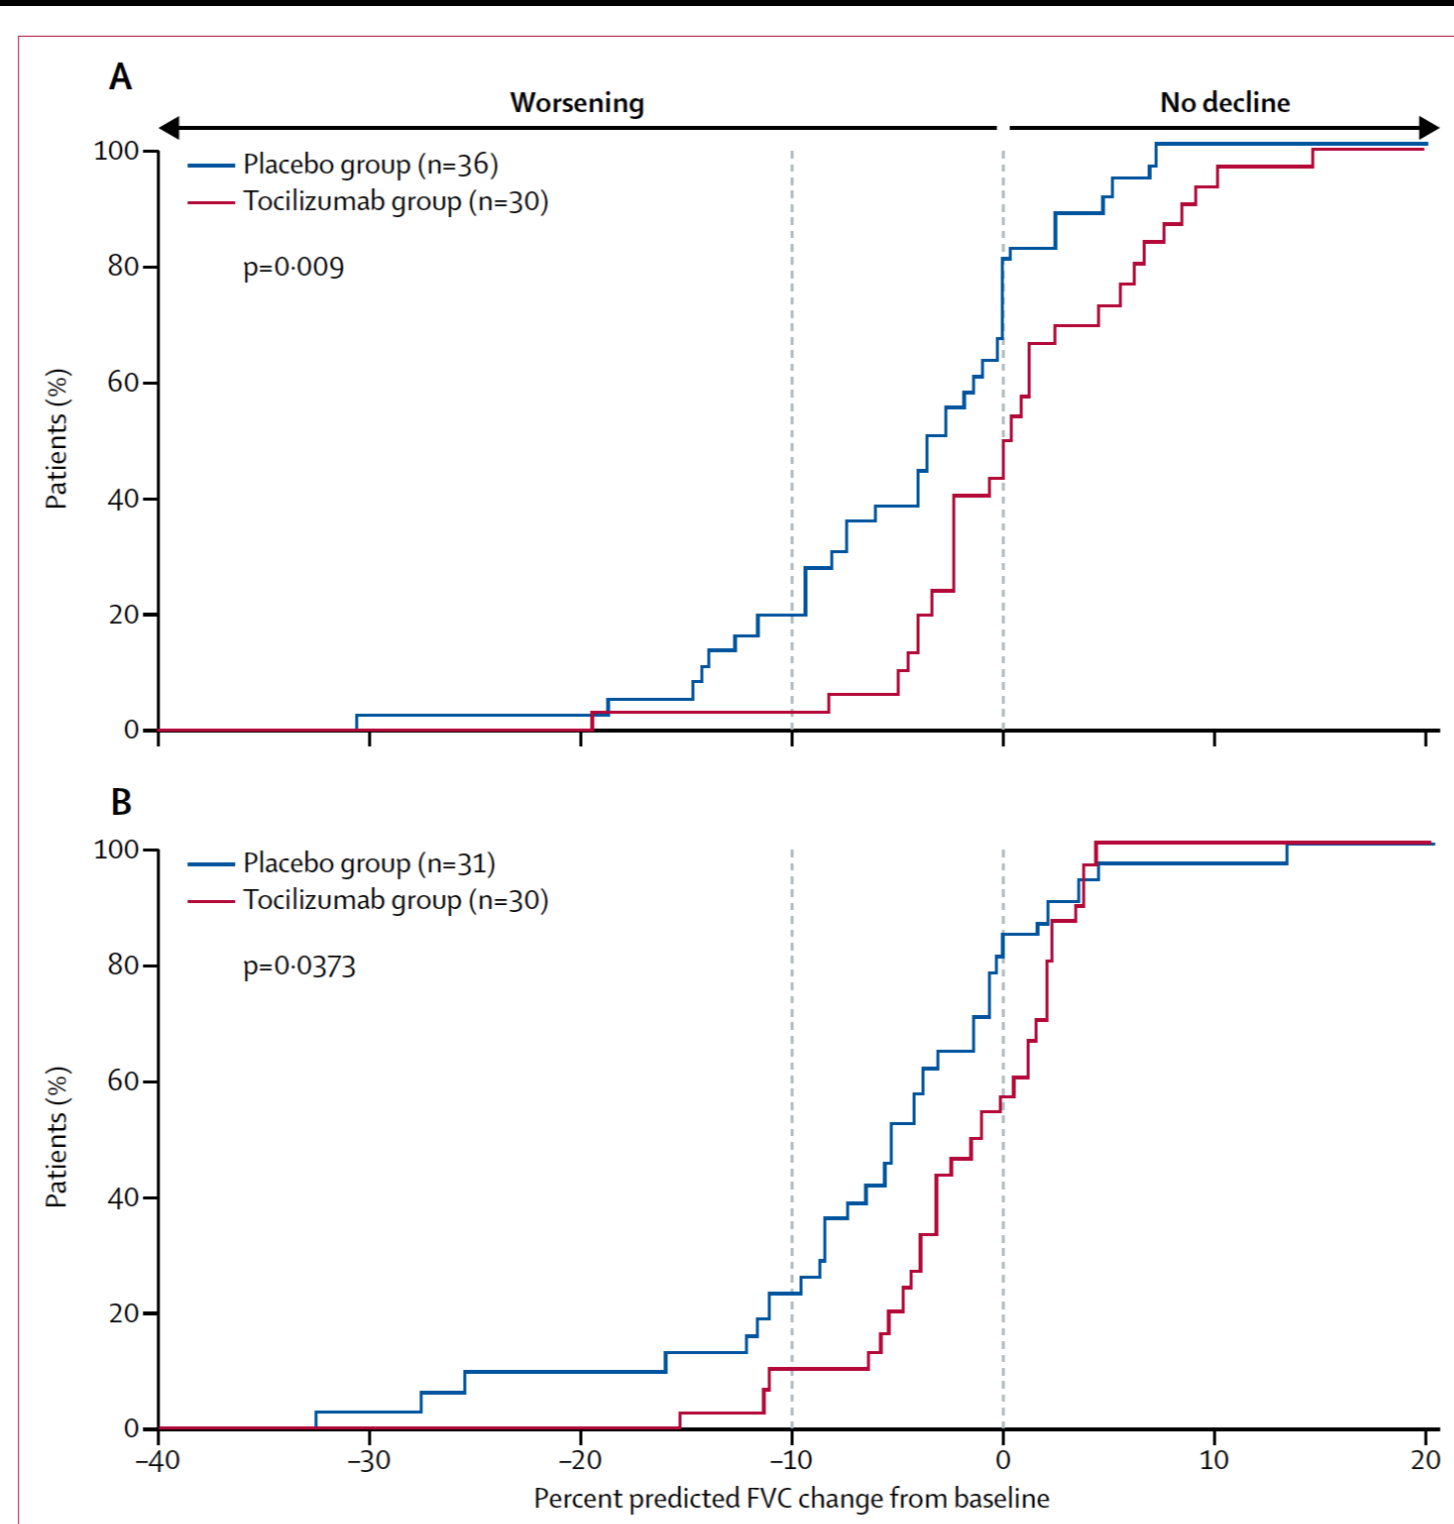 A
Worsening
No decline
100
80
60
40
20
0
Patients (%)
Placebo group (n=36)
Tocilizumab group (n=30)
p=0·009
B
100
80
60
40
20
0
Patients (%)
Placebo group (n=31)
Tocilizumab group (n=30)
p=0·0373
–40 –30 –20 –10 0 10 20
Percent predicted FVC change from baseline